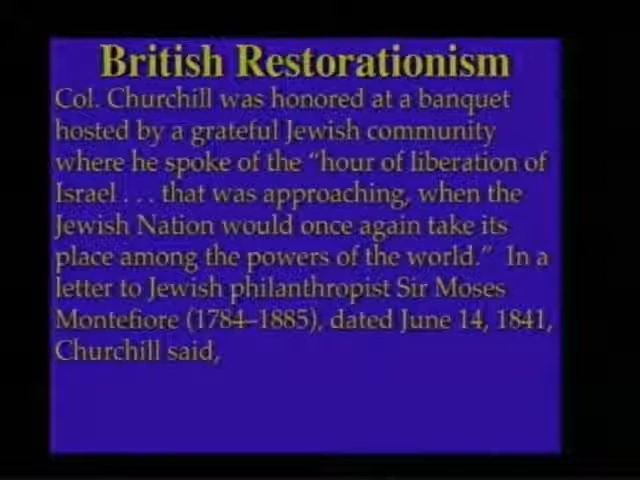 British Restorationism
Col. Churchill was honored at a banquet
hosted by a grateful Jewish community
where he spoke of the “hour of liberation of
Israel . . . that was approaching, when the
Jewish Nation would once again take its
place among the powers of the world.”  In a
letter to Jewish philanthropist Sir Moses
Montefiore (1784–1885), dated June 14, 1841,
Churchill said,